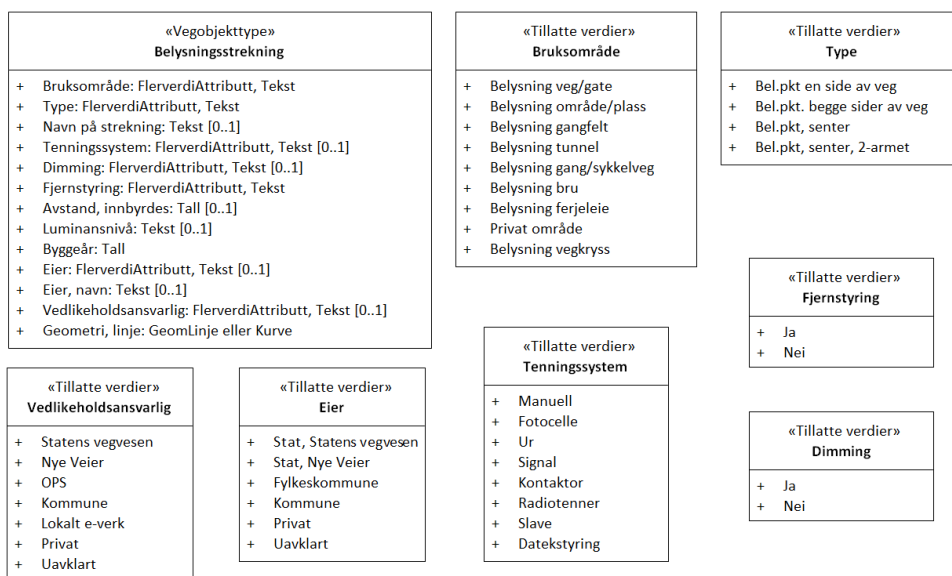 «Vegobjekttype»
Belysningsstrekning
+ Bruksområde: FlerverdiAttributt, Tekst
+ Type: FlerverdiAttributt, Tekst
+ Navn på strekning: Tekst [0..1]
+ Tenningssystem: FlerverdiAttributt, Tekst [0..1]
+ Dimming: FlerverdiAttributt, Tekst [0..1]
+ Fjernstyring: FlerverdiAttributt, Tekst
+ Avstand, innbyrdes: Tall [0..1]
+ Luminansnivå: Tekst [0..1]
+ Byggeår: Tall
+ Eier: FlerverdiAttributt, Tekst [0..1]
+ Eier, navn: Tekst [0..1]
+ Vedlikeholdsansvarlig: FlerverdiAttributt, Tekst [0..1]
+ Geometri, linje: GeomLinje eller Kurve
«Tillatte verdier»
Bruksområde
+ Belysning veg/gate
+ Belysning område/plass
+ Belysning gangfelt
+ Belysning tunnel
+ Belysning gang/sykkelveg
+ Belysning bru
+ Belysning ferjeleie
+ Privat område
+ Belysning vegkryss
«Tillatte verdier»
Type
+ Bel.pkt en side av veg
+ Bel.pkt. begge sider av veg
+ Bel.pkt, senter
+ Bel.pkt, senter, 2-armet
«Tillatte verdier»
Fjernstyring
+ Ja
+ Nei
«Tillatte verdier»
Vedlikeholdsansvarlig
+ Statens vegvesen
+ Nye Veier
+ OPS
+ Kommune
+ Lokalt e-verk
+ Privat
+ Uavklart
«Tillatte verdier»
Eier
+ Stat, Statens vegvesen
+ Stat, Nye Veier
+ Fylkeskommune
+ Kommune
+ Privat
+ Uavklart
«Tillatte verdier»
Tenningssystem
+ Manuell
+ Fotocelle
+ Ur
+ Signal
+ Kontaktor
+ Radiotenner
+ Slave
+ Datekstyring
«Tillatte verdier»
Dimming
+ Ja
+ Nei